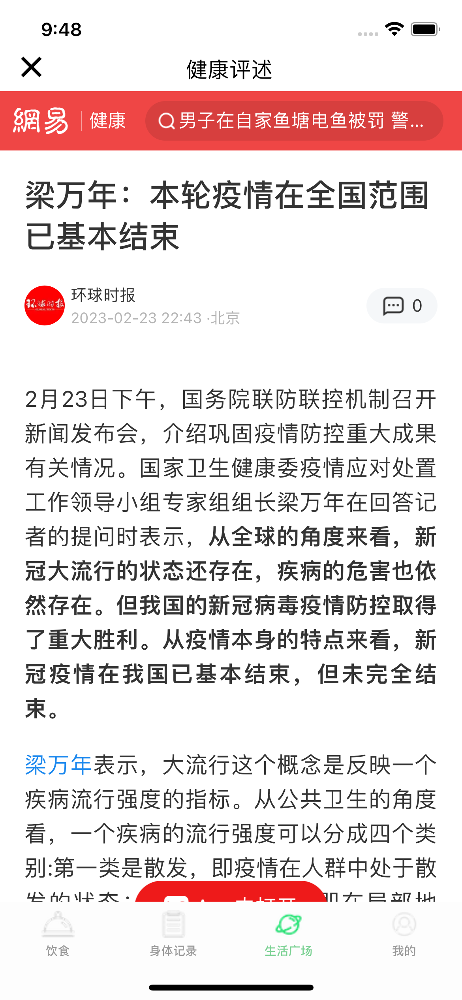 9:48
健康评述
網易
健康
男子在自家鱼塘电鱼被罚 警...
梁万年：本轮疫情在全国范围
已基本结束
环球时报
GLOBAL TIMES
环球时报
2023-02-23 22:43 ·北京
0
2月23日下午，国务院联防联控机制召开
新闻发布会，介绍巩固疫情防控重大成果
有关情况。国家卫生健康委疫情应对处置
工作领导小组专家组组长梁万年在回答记
者的提问时表示，从全球的角度来看，新
冠大流行的状态还存在，疾病的危害也依
然存在。但我国的新冠病毒疫情防控取得
了重大胜利。从疫情本身的特点来看，新
冠疫情在我国已基本结束，但未完全结
束。
梁万年表示，大流行这个概念是反映一个
疾病流行强度的指标。从公共卫生的角度
看，一个疾病的流行强度可以分成四个类
别:第一类是散发，即疫情在人群中处于散
发的状态；
即在局部地
饮食
身体记录
生活广场
我的